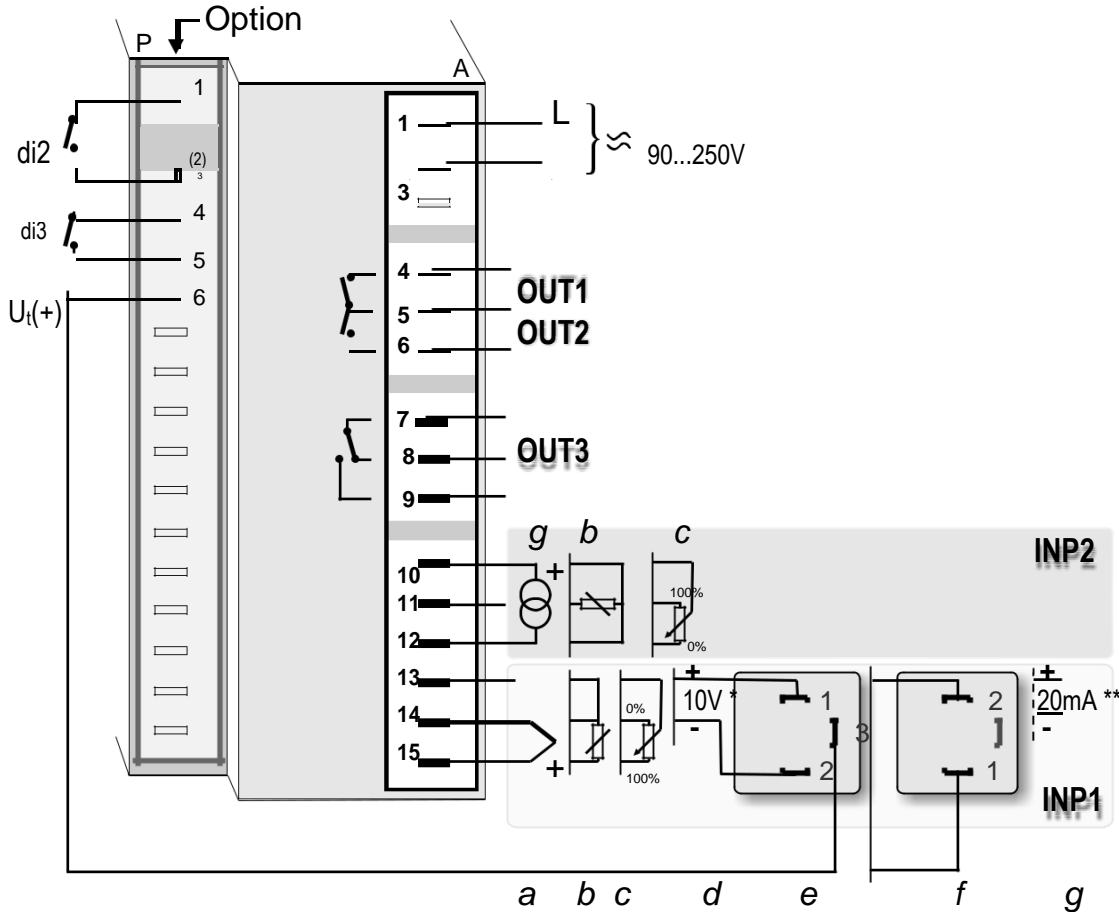 Option
P
A
1
di2
(2)
3
4
di3
5
6
Uₜ(+)
1
L
90...250V
3
4
OUT1
5
OUT2
6
7
8
OUT3
9
g b c
INP2
10
+
11
100%
12
0%
13
14
15
+
0%
100%
+
10V *
-
1
3
2
2
1
+
20mA **
-
INP1
a b c d e f g